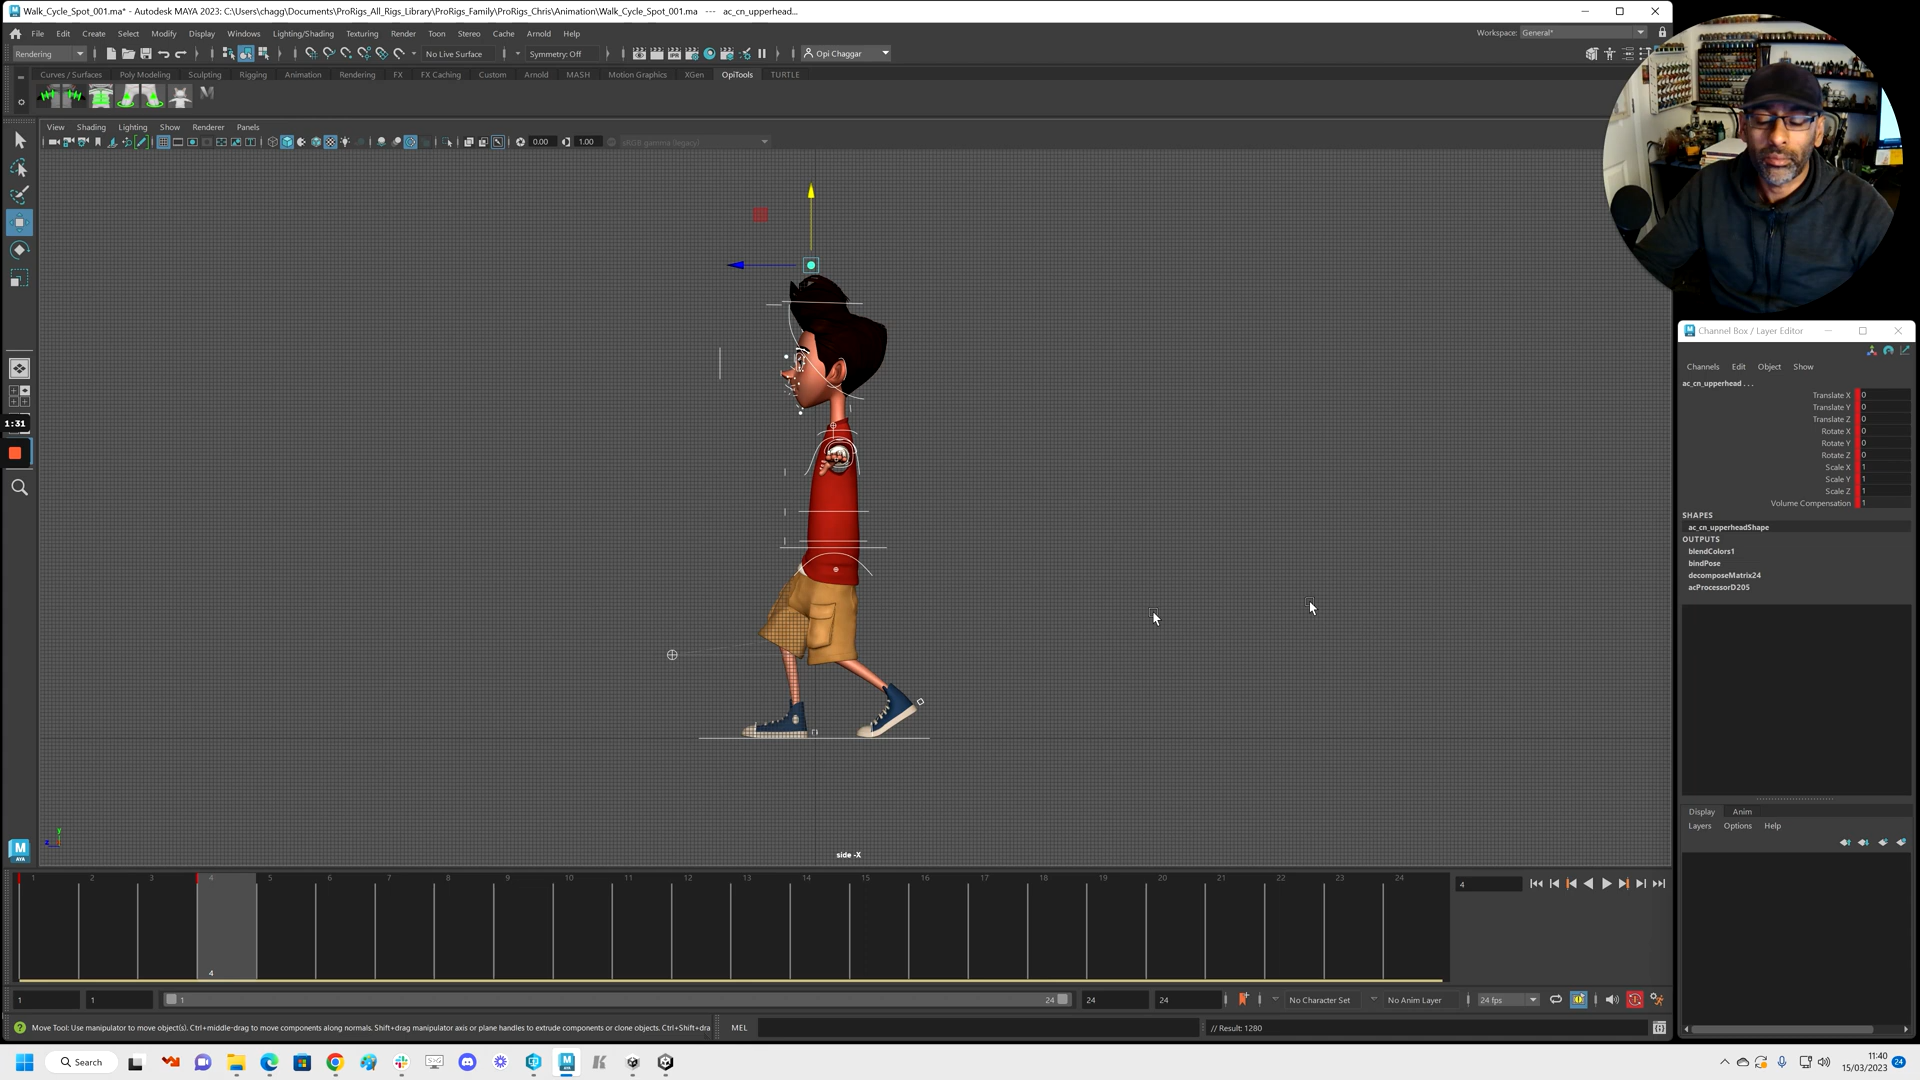 Walk_Cycle_Spot_001.ma* - Autodesk MAYA 2023: C:\Users\chagg\Documents\ProRigs_All_Rigs_Library\ProRigs_Family\ProRigs_Chris\Animation\Walk_Cycle_Spot_001.ma --- ac_cn_upperhead...
File Edit Create Select Modify Display Windows Lighting/Shading Texturing Render Toon Stereo Cache Arnold Help
Workspace: General*
Rendering No Live Surface Symmetry: Off Opi Chaggar
Curves / Surfaces Poly Modeling Sculpting Rigging Animation Rendering FX FX Caching Custom Arnold MASH Motion Graphics XGen OpiTools TURTLE
View Shading Lighting Show Renderer Panels
0.00 1.00 sRGB gamma (legacy)
1:31
Channel Box / Layer Editor
Channels Edit Object Show
ac_cn_upperhead . . .
Translate X 0
Translate Y 0
Translate Z 0
Rotate X 0
Rotate Y 0
Rotate Z 0
Scale X 1
Scale Y 1
Scale Z 1
Volume Compensation 1
SHAPES
ac_cn_upperheadShape
OUTPUTS
blendColors1
bindPose
decomposeMatrix24
acProcessorD205
Display Anim
Layers Options Help
M
AYA
y
z
side -X
1 2 3 4 5 6 7 8 9 10 11 12 13 14 15 16 17 18 19 20 21 22 23 24
4
4
1 1 1 24 24 24 No Character Set No Anim Layer 24 fps
Move Tool: Use manipulator to move object(s). Ctrl+middle-drag to move components along normals. Shift+drag manipulator axis or plane handles to extrude components or clone objects. Ctrl+Shift+dra
MEL
// Result: 1280
Search
11:40
15/03/2023
24